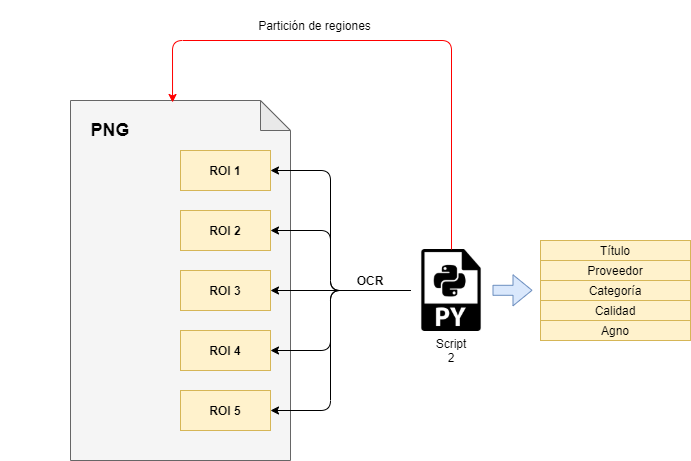 Partición de regiones
PNG
ROI 1
ROI 2
ROI 3
ROI 4
ROI 5
OCR
PY
Script
2
Título
Proveedor
Categoría
Calidad
Agno